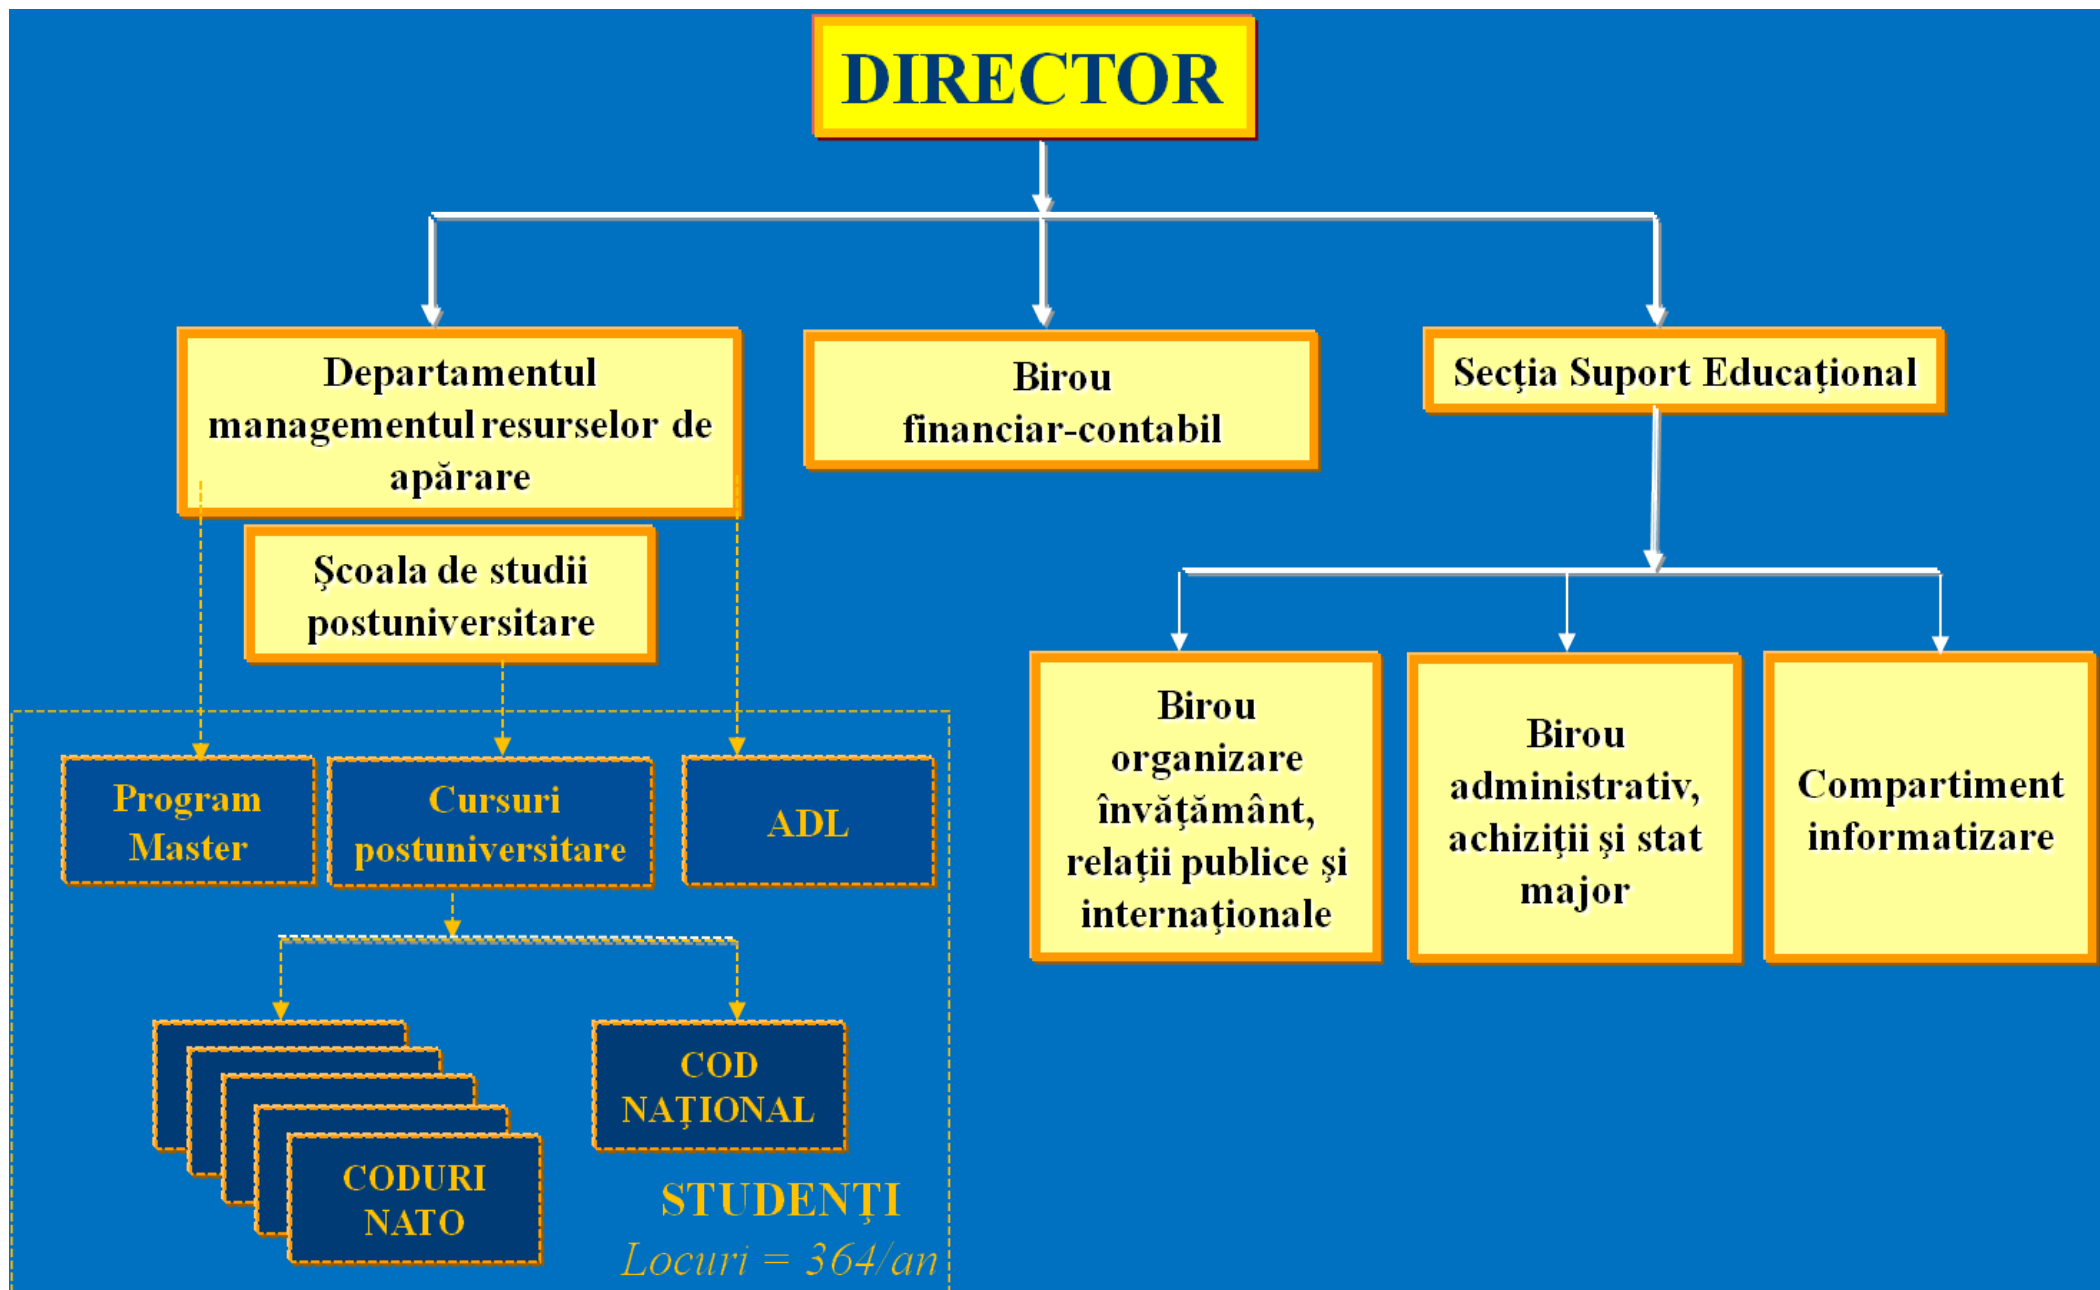 DIRECTOR
Departamentul
managementul resurselor de
apărare
Birou
financiar-contabil
Secţia Suport Educaţional
Şcoala de studii
postuniversitare
Birou
organizare
învăţământ,
relaţii publice şi
internaţionale
Birou
administrativ,
achiziţii şi stat
major
Compartiment
informatizare
Program
Master
Cursuri
postuniversitare
ADL
COD
NAŢIONAL
CODURI
NATO
STUDENŢI
Locuri = 364/an